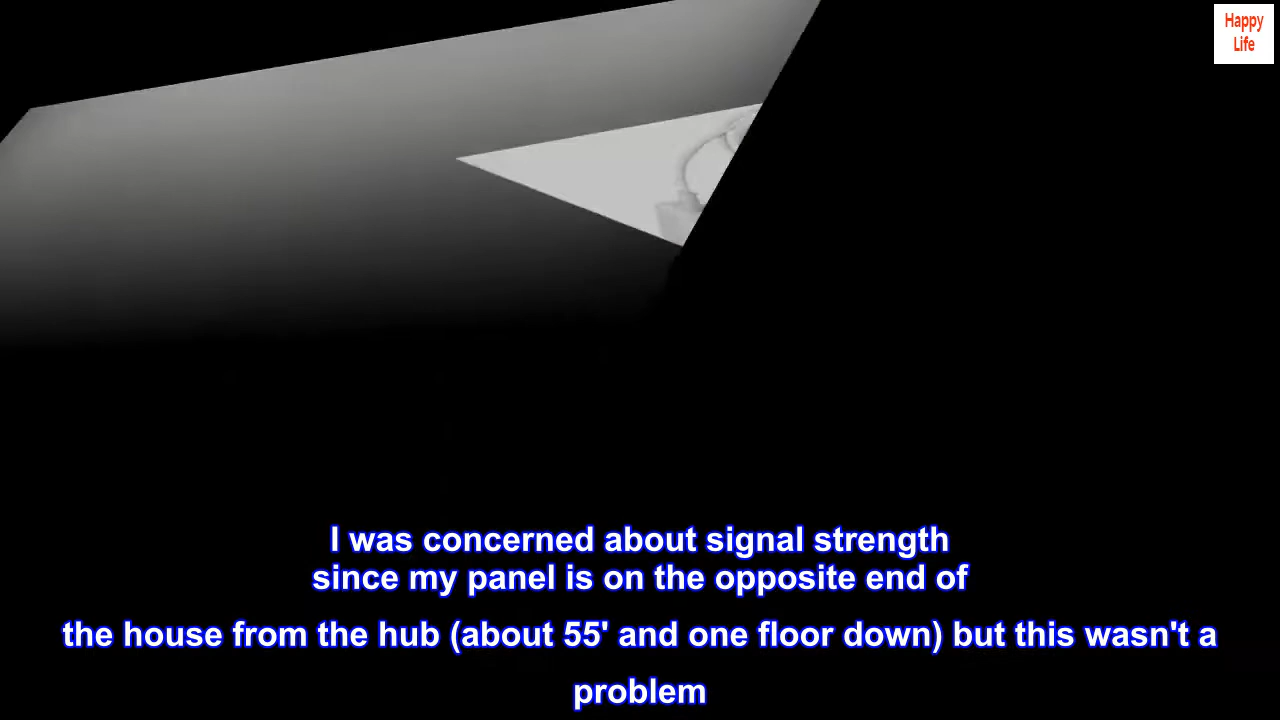 Happy
Life
I was concerned about signal strength
since my panel is on the opposite end of
the house from the hub (about 55' and one floor down) but this wasn't a
problem